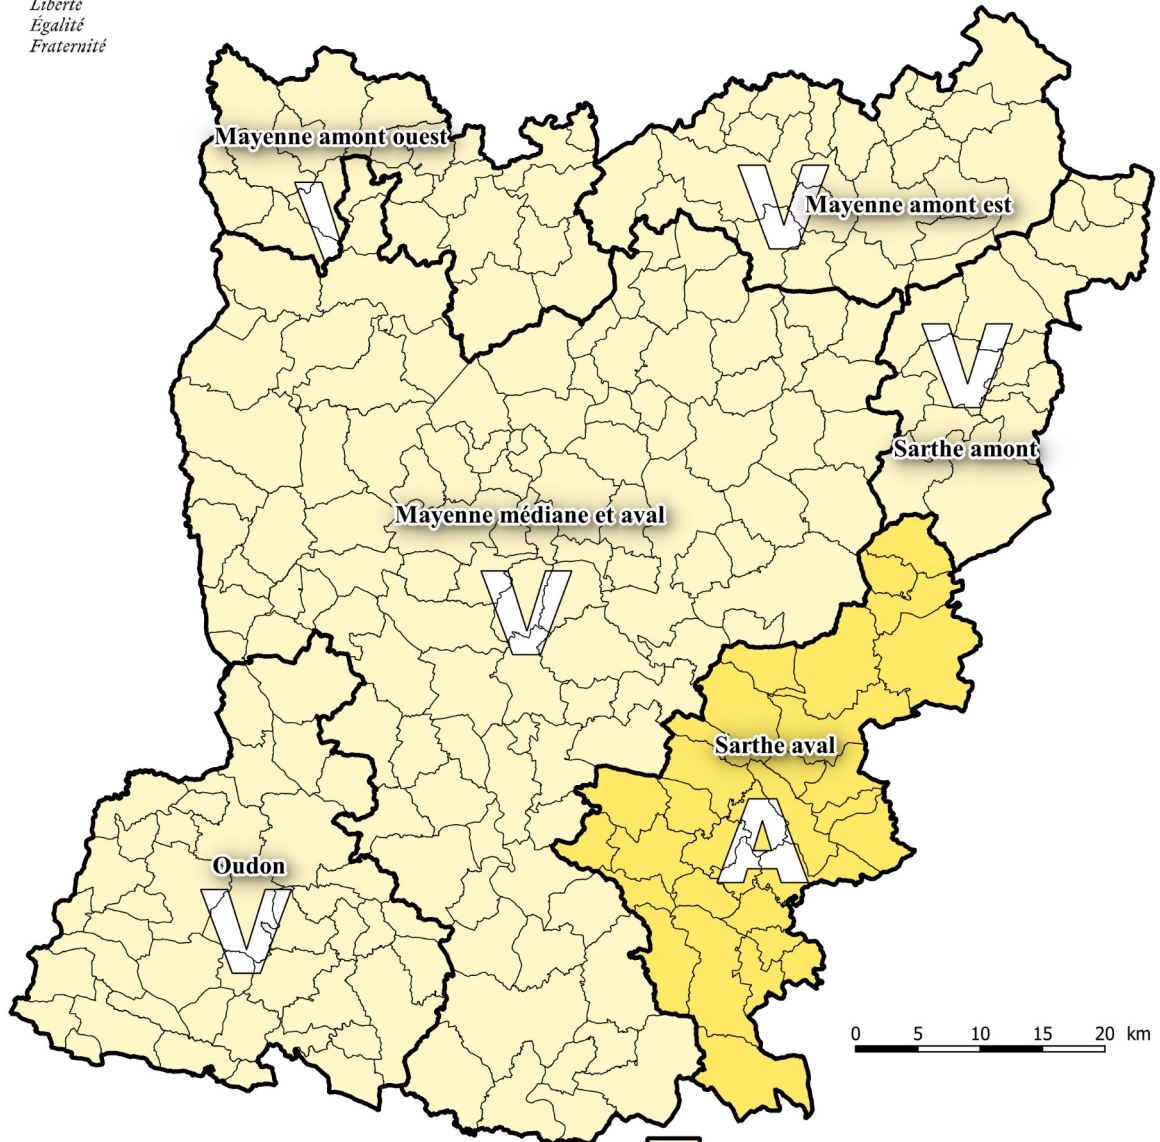 Liberté
Égalité
Fraternité
Mayenne amont ouest
V
V
Mayenne amont est
V
Sarthe amont
Mayenne médiane et aval
V
Sarthe aval
A
Oudon
V
0 5 10 15 20 km